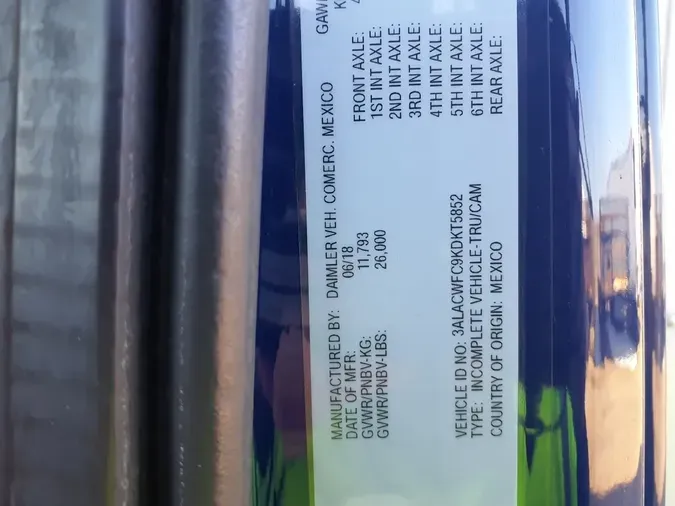 MANUFACTURED BY: DAIMLER VEH. COMERC. MEXICO
DATE OF MFR: 06/18
GVWR/PNBV-KG: 11,793
GVWR/PNBV-LBS: 26,000
VEHICLE ID NO: 3ALACWFC9KDKT5852
TYPE: INCOMPLETE VEHICLE-TRU/CAM
COUNTRY OF ORIGIN: MEXICO
FRONT AXLE:
1ST INT AXLE:
2ND INT AXLE:
3RD INT AXLE:
4TH INT AXLE:
5TH INT AXLE:
6TH INT AXLE:
REAR AXLE: